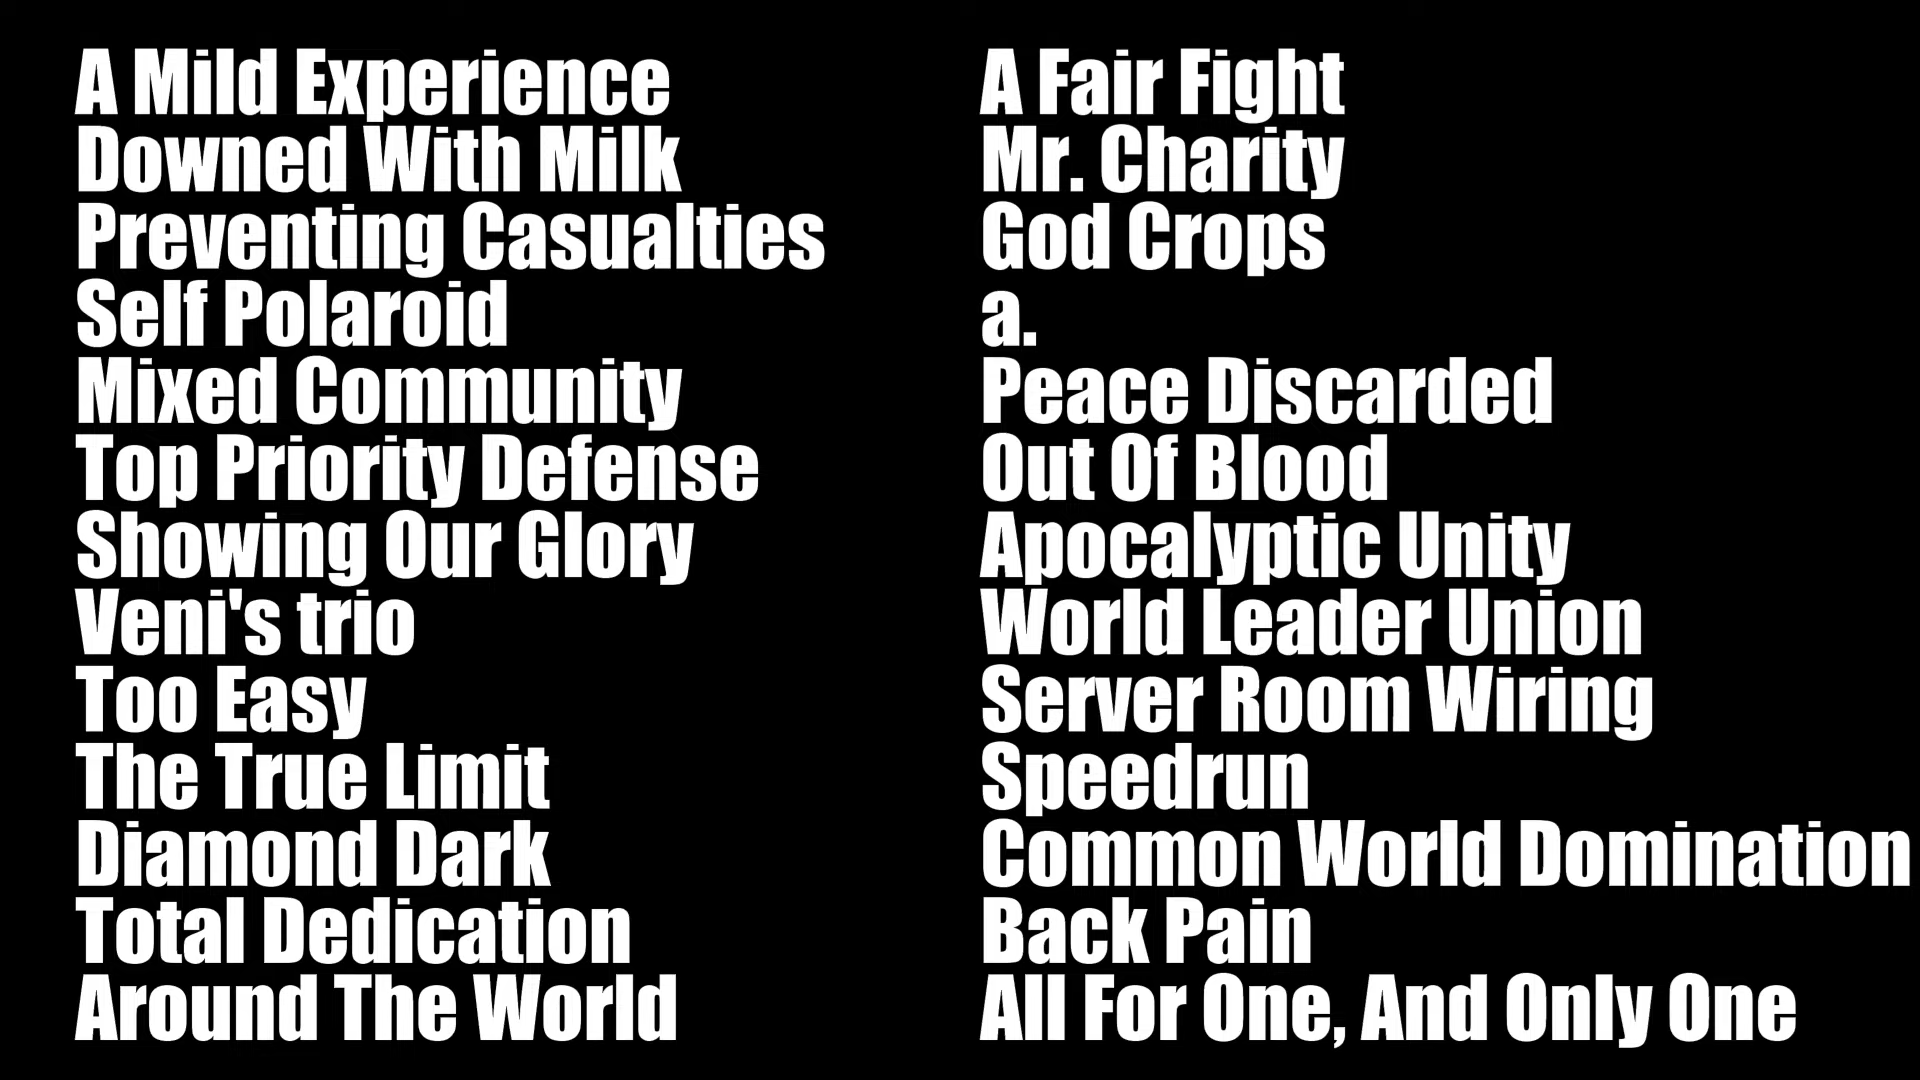 A Mild Experience
Downed With Milk
Preventing Casualties
Self Polaroid
Mixed Community
Top Priority Defense
Showing Our Glory
Veni's trio
Too Easy
The True Limit
Diamond Dark
Total Dedication
Around The World
A Fair Fight
Mr. Charity
God Crops
a.
Peace Discarded
Out Of Blood
Apocalyptic Unity
World Leader Union
Server Room Wiring
Speedrun
Common World Domination
Back Pain
All For One, And Only One